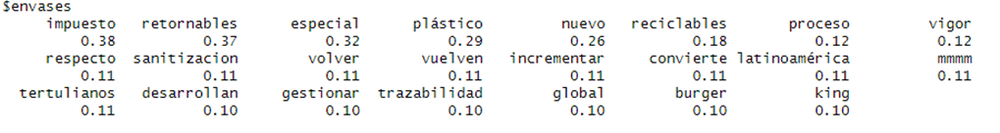 $envases
impuesto retornables especial plástico nuevo reciclables proceso vigor
0.38 0.37 0.32 0.29 0.26 0.18 0.12 0.12
respecto sanitizacion volver vuelven incrementar convierte latinoamérica mmmm
0.11 0.11 0.11 0.11 0.11 0.11 0.11 0.11
tertulianos desarrollan gestionar trazabilidad global burger king
0.11 0.10 0.10 0.10 0.10 0.10 0.10